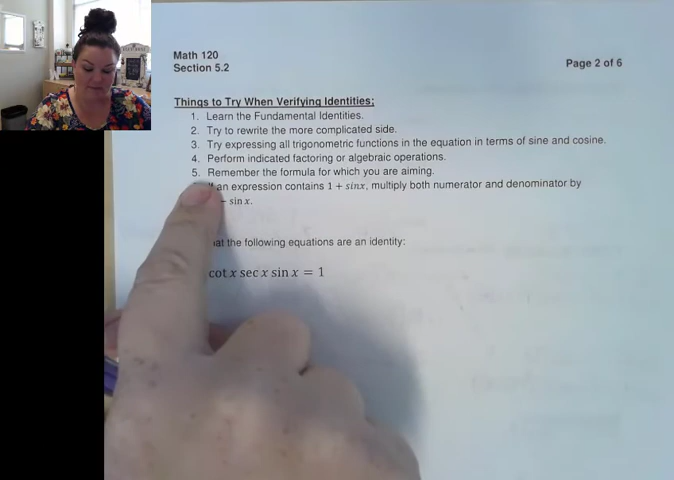 Math 120
Section 5.2
Page 2 of 6
Things to Try When Verifying Identities:
1. Learn the Fundamental Identities.
2. Try to rewrite the more complicated side.
3. Try expressing all trigonometric functions in the equation in terms of sine and cosine.
4. Perform indicated factoring or algebraic operations.
5. Remember the formula for which you are aiming.
an expression contains 1 + sinx, multiply both numerator and denominator by
− sin x.
the following equations are an identity:
cot x sec x sin x = 1